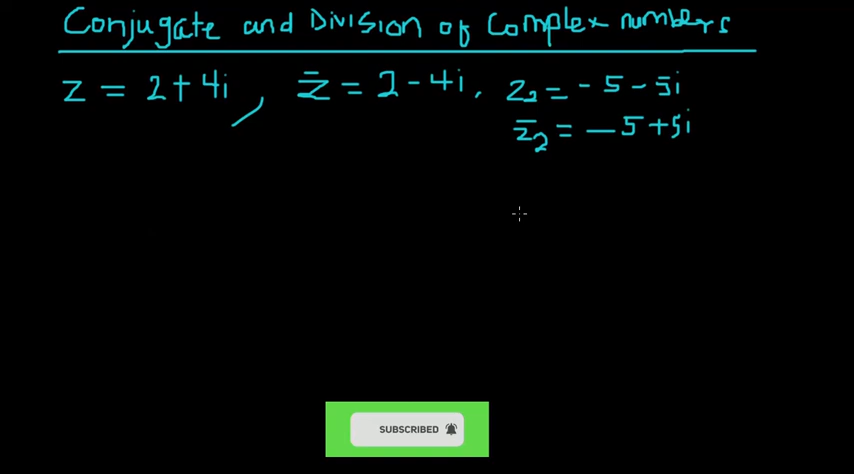 Conjugate and Division of Complex numbers
z = 2 + 4i, z̄ = 2 - 4i. z₂ = - 5 - 5i
z̄₂ = - 5 + 5i
SUBSCRIBED